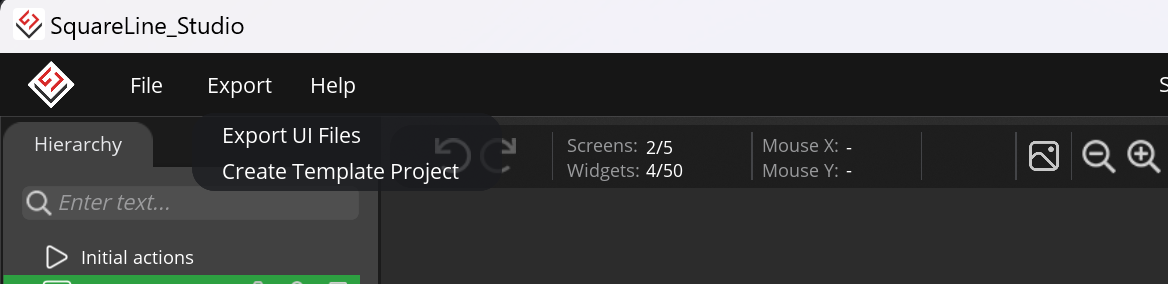 SquareLine_Studio
File Export Help
Export UI Files
Create Template Project
Hierarchy
Screens: 2/5
Widgets: 4/50
Mouse X: -
Mouse Y: -
Enter text...
Initial actions